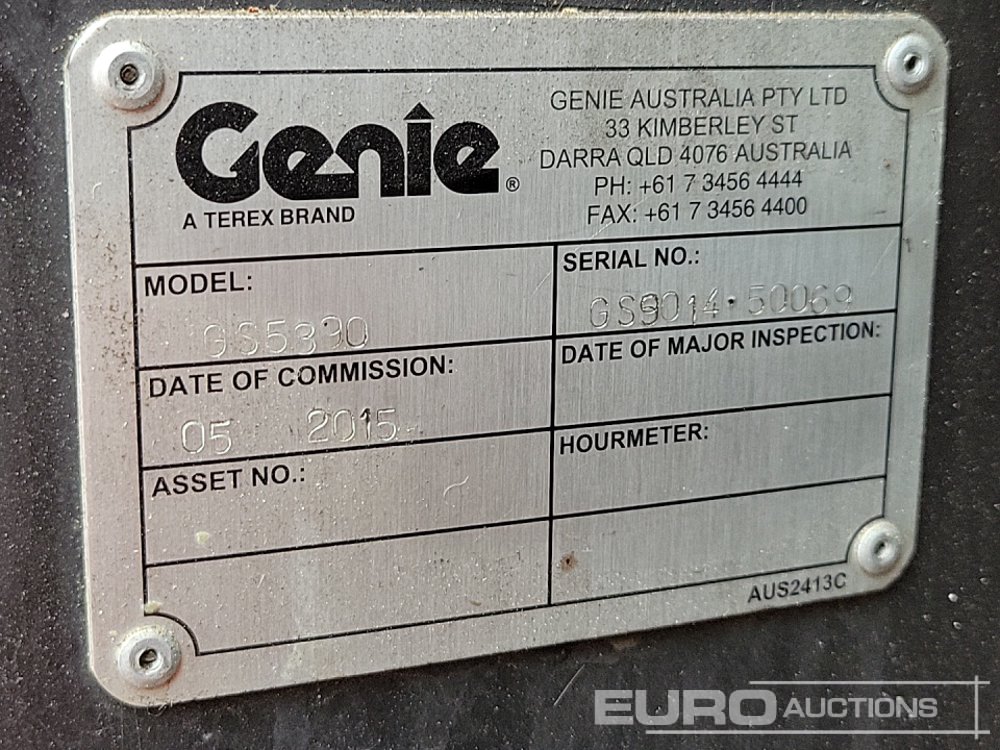 Genie®
A TEREX BRAND
GENIE AUSTRALIA PTY LTD
33 KIMBERLEY ST
DARRA QLD 4076 AUSTRALIA
PH: +61 7 3456 4444
FAX: +61 7 3456 4400
MODEL:
GS5390
SERIAL NO.:
GS9014-50069
DATE OF COMMISSION:
05 2015
DATE OF MAJOR INSPECTION:
ASSET NO.:
HOURMETER:
AUS2413C
EURO AUCTIONS